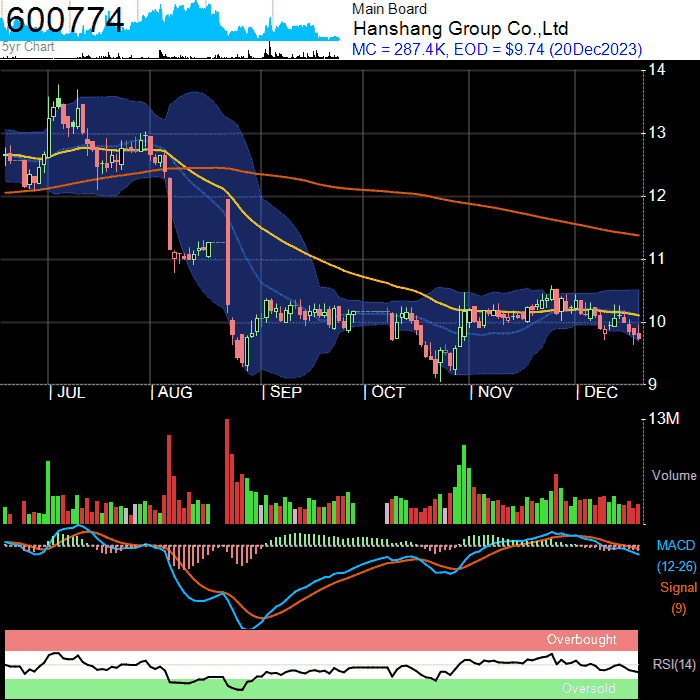 600774
5yr Chart
Main Board
Hanshang Group Co.,Ltd
MC = 287.4K, EOD = $9.74 (20Dec2023)
14
13
12
11
10
9
| JUL | AUG | SEP | OCT | NOV | DEC
13M
Volume
MACD
(12-26)
Signal
(9)
Overbought
RSI(14)
Oversold